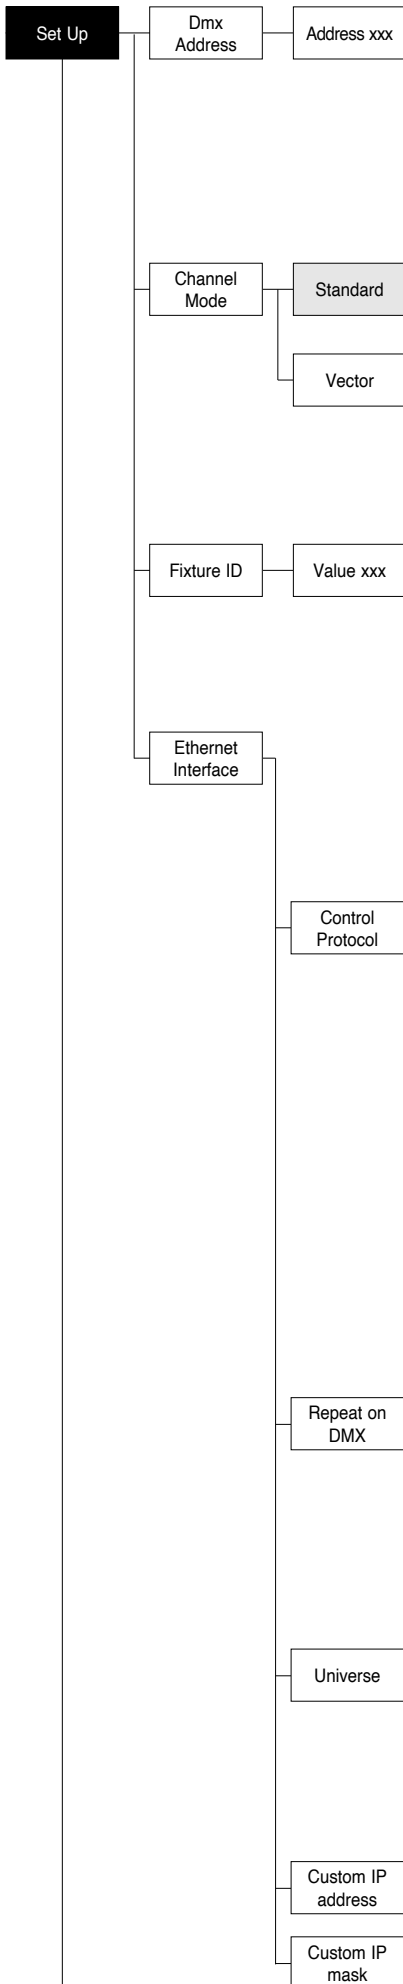 Set Up
Dmx
Address
Address xxx
Channel
Mode
Standard
Vector
Fixture ID
Value xxx
Ethernet
Interface
Control
Protocol
Repeat on
DMX
Universe
Custom IP
address
Custom IP
mask